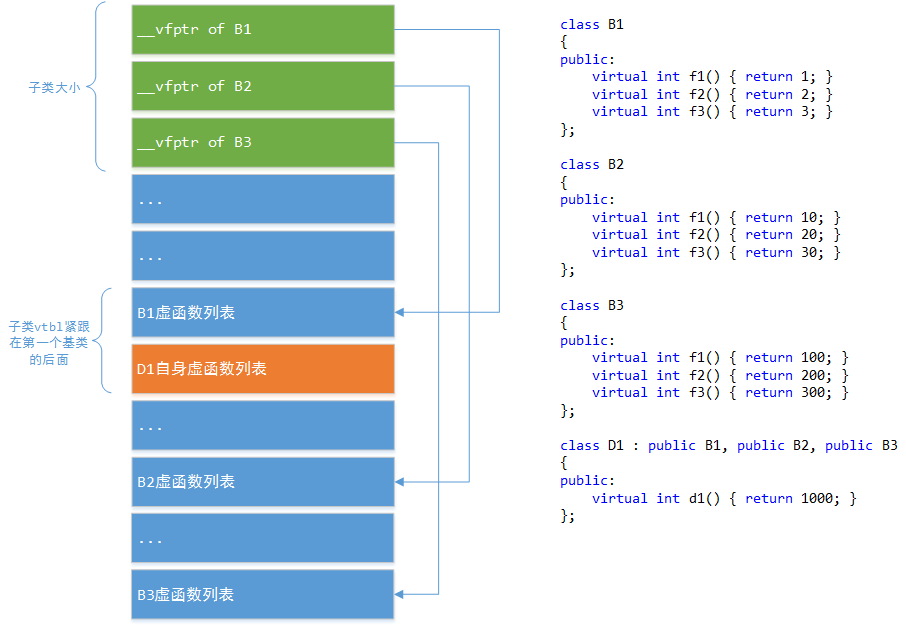 子类大小
__vfptr of B1
__vfptr of B2
__vfptr of B3
...
...
子类vtbl紧跟
在第一个基类
的后面
B1虚函数列表
D1自身虚函数列表
...
B2虚函数列表
...
B3虚函数列表
class B1
{
public:
    virtual int f1() { return 1; }
    virtual int f2() { return 2; }
    virtual int f3() { return 3; }
};
class B2
{
public:
    virtual int f1() { return 10; }
    virtual int f2() { return 20; }
    virtual int f3() { return 30; }
};
class B3
{
public:
    virtual int f1() { return 100; }
    virtual int f2() { return 200; }
    virtual int f3() { return 300; }
};
class D1 : public B1, public B2, public B3
{
public:
    virtual int d1() { return 1000; }
};